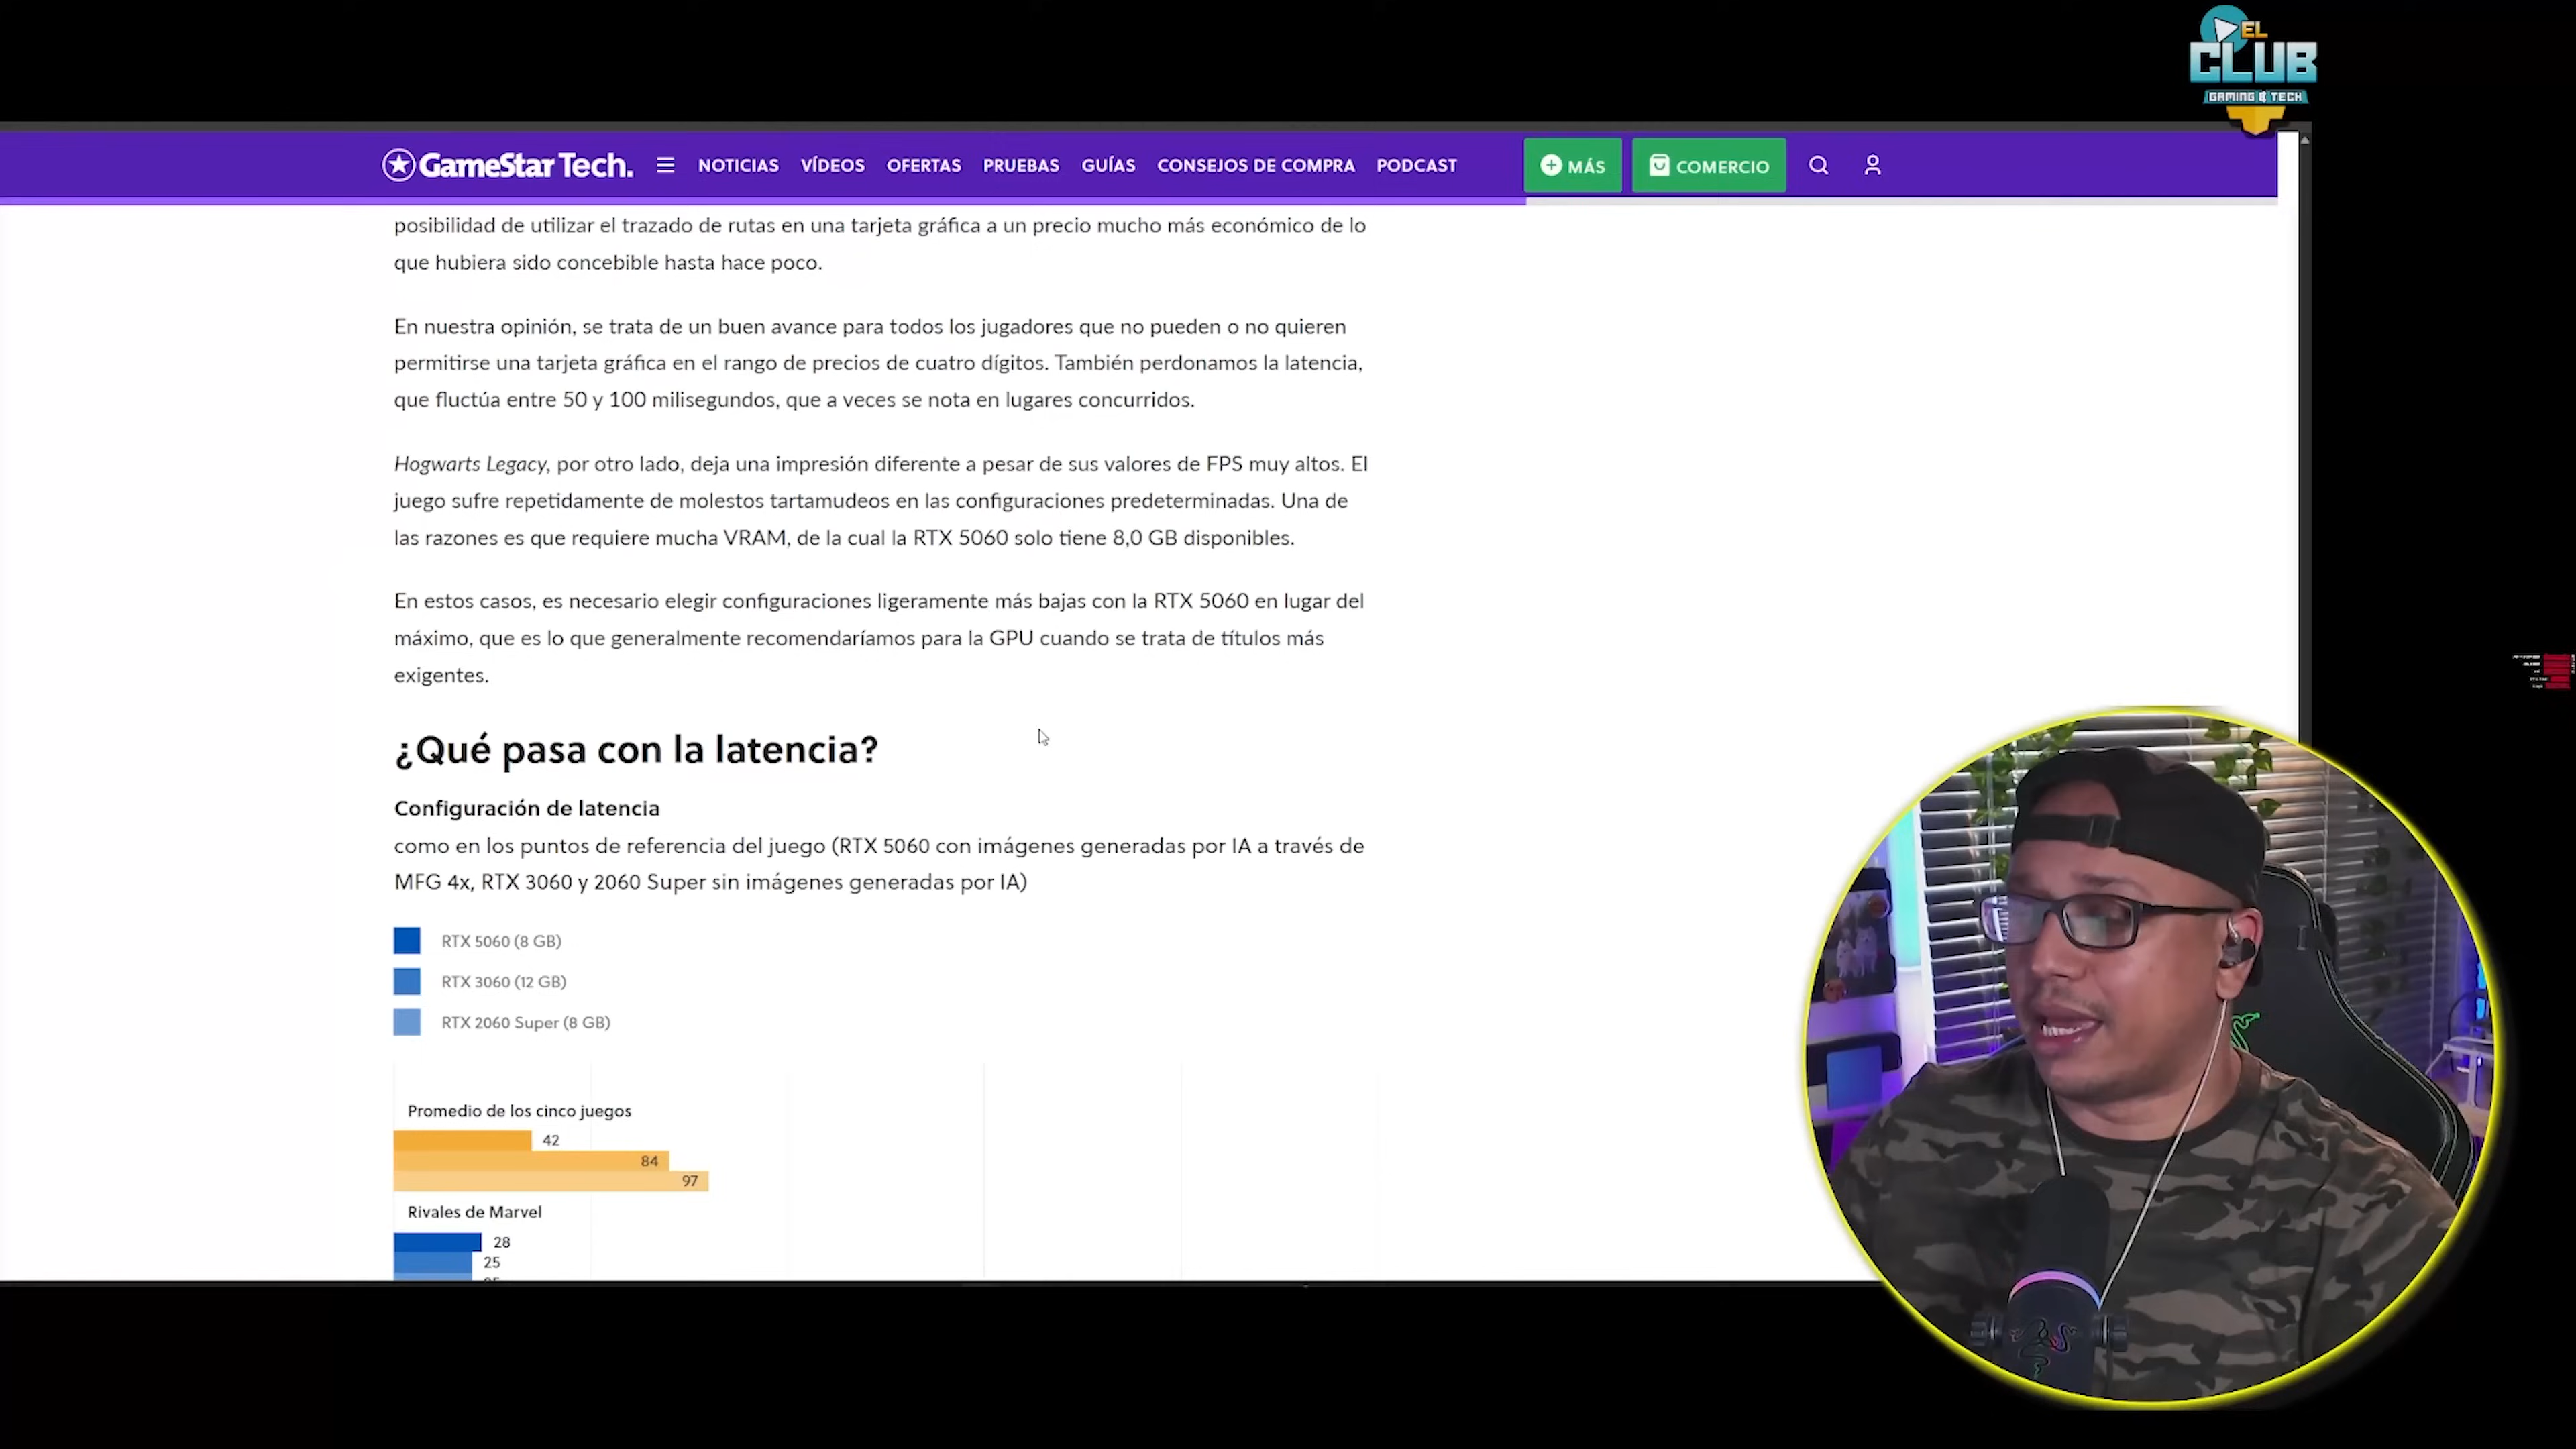 EL
CLUB
GAMING & TECH
GameStar Tech. NOTICIAS VÍDEOS OFERTAS PRUEBAS GUÍAS CONSEJOS DE COMPRA PODCAST MÁS COMERCIO
posibilidad de utilizar el trazado de rutas en una tarjeta gráfica a un precio mucho más económico de lo
que hubiera sido concebible hasta hace poco.
En nuestra opinión, se trata de un buen avance para todos los jugadores que no pueden o no quieren
permitirse una tarjeta gráfica en el rango de precios de cuatro dígitos. También perdonamos la latencia,
que fluctúa entre 50 y 100 milisegundos, que a veces se nota en lugares concurridos.
Hogwarts Legacy, por otro lado, deja una impresión diferente a pesar de sus valores de FPS muy altos. El
juego sufre repetidamente de molestos tartamudeos en las configuraciones predeterminadas. Una de
las razones es que requiere mucha VRAM, de la cual la RTX 5060 solo tiene 8,0 GB disponibles.
En estos casos, es necesario elegir configuraciones ligeramente más bajas con la RTX 5060 en lugar del
máximo, que es lo que generalmente recomendaríamos para la GPU cuando se trata de títulos más
exigentes.
¿Qué pasa con la latencia?
Configuración de latencia
como en los puntos de referencia del juego (RTX 5060 con imágenes generadas por IA a través de
MFG 4x, RTX 3060 y 2060 Super sin imágenes generadas por IA)
RTX 5060 (8 GB)
RTX 3060 (12 GB)
RTX 2060 Super (8 GB)
Promedio de los cinco juegos
42
84
97
Rivales de Marvel
28
25